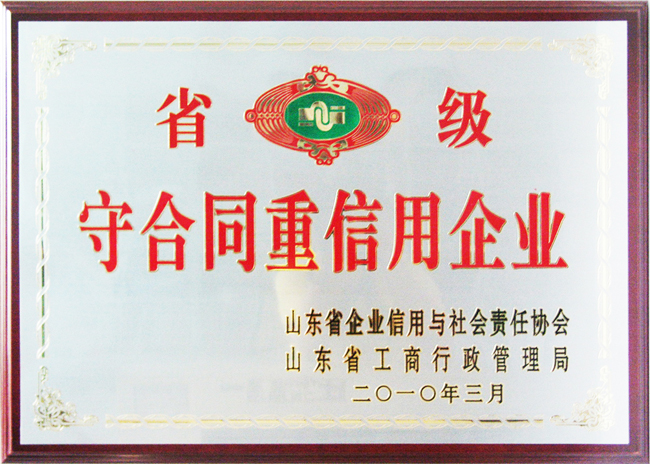 省级
守合同重信用企业
山东省企业信用与社会责任协会
山东省工商行政管理局
二〇一〇年三月